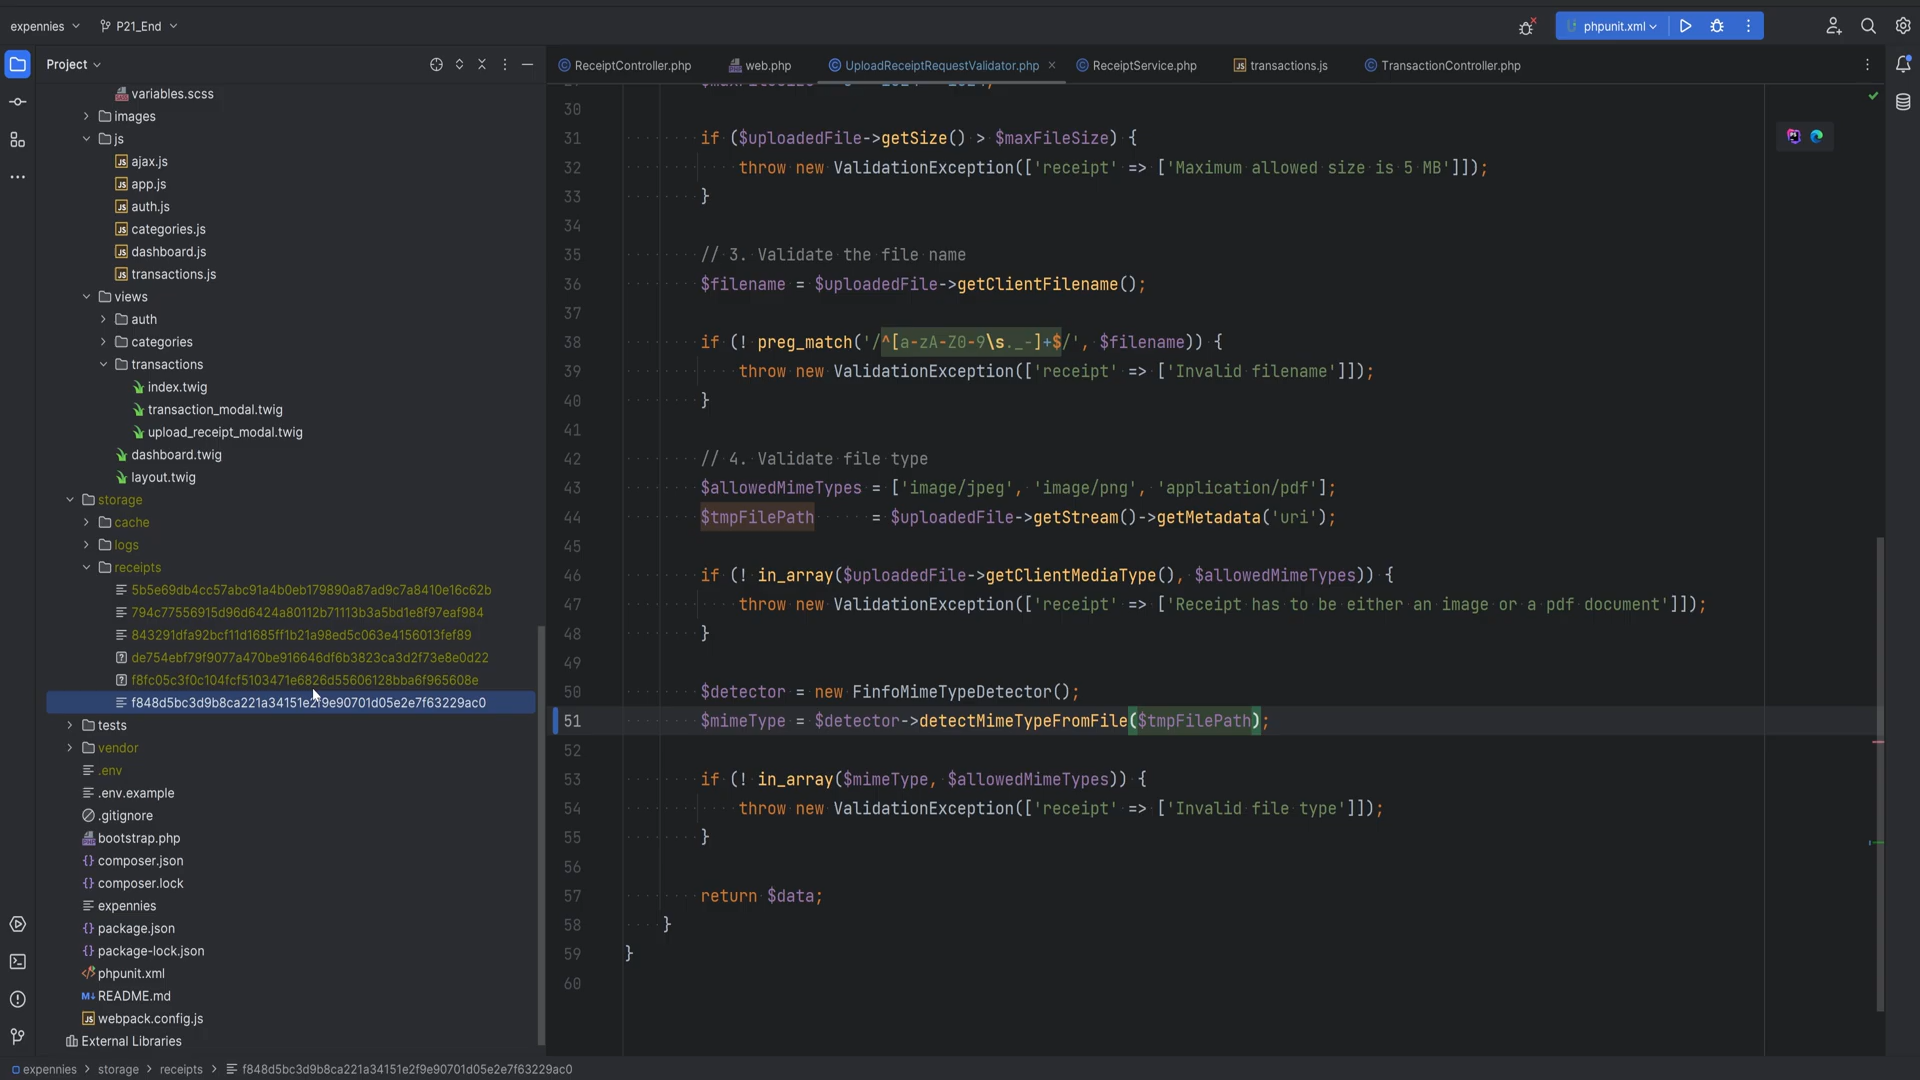 expennies
P21_End
phpunit.xml
Project
ReceiptController.php
web.php
UploadReceiptRequestValidator.php
ReceiptService.php
transactions.js
TransactionController.php
variables.scss
images
js
ajax.js
app.js
auth.js
categories.js
dashboard.js
transactions.js
views
auth
categories
transactions
index.twig
transaction_modal.twig
upload_receipt_modal.twig
dashboard.twig
layout.twig
storage
cache
logs
receipts
5b5e69db4cc57abc91a4b0eb179890a87ad9c7a8410e16c62b
794c77556915d96d6424a80112b71113b3a5bd1e8f97eaf984
843291dfa92bcf11d1685ff1b21a98ed5c063e4156013fef89
de754ebf79f9077a470be916646df6b3823ca3d2f73e8e0d22
f8fc05c3f0c104fcf5103471e6826d55606128bba6f965608e
f848d5bc3d9b8ca221a34151e2f9e90701d05e2e7f63229ac0
tests
vendor
.env
.env.example
.gitignore
bootstrap.php
composer.json
composer.lock
expennies
package.json
package-lock.json
phpunit.xml
README.md
webpack.config.js
External Libraries
30
31 if ($uploadedFile->getSize() > $maxFileSize) {
32 throw new ValidationException(['receipt' => ['Maximum allowed size is 5 MB']]);
33 }
34
35 // 3. Validate the file name
36 $filename = $uploadedFile->getClientFilename();
37
38 if (! preg_match('/^[a-zA-Z0-9\s._-]+$/', $filename)) {
39 throw new ValidationException(['receipt' => ['Invalid filename']]);
40 }
41
42 // 4. Validate file type
43 $allowedMimeTypes = ['image/jpeg', 'image/png', 'application/pdf'];
44 $tmpFilePath = $uploadedFile->getStream()->getMetadata('uri');
45
46 if (! in_array($uploadedFile->getClientMediaType(), $allowedMimeTypes)) {
47 throw new ValidationException(['receipt' => ['Receipt has to be either an image or a pdf document']]);
48 }
49
50 $detector = new FinfoMimeTypeDetector();
51 $mimeType = $detector->detectMimeTypeFromFile($tmpFilePath);
52
53 if (! in_array($mimeType, $allowedMimeTypes)) {
54 throw new ValidationException(['receipt' => ['Invalid file type']]);
55 }
56
57 return $data;
58 }
59 }
60
expennies > storage > receipts > f848d5bc3d9b8ca221a34151e2f9e90701d05e2e7f63229ac0